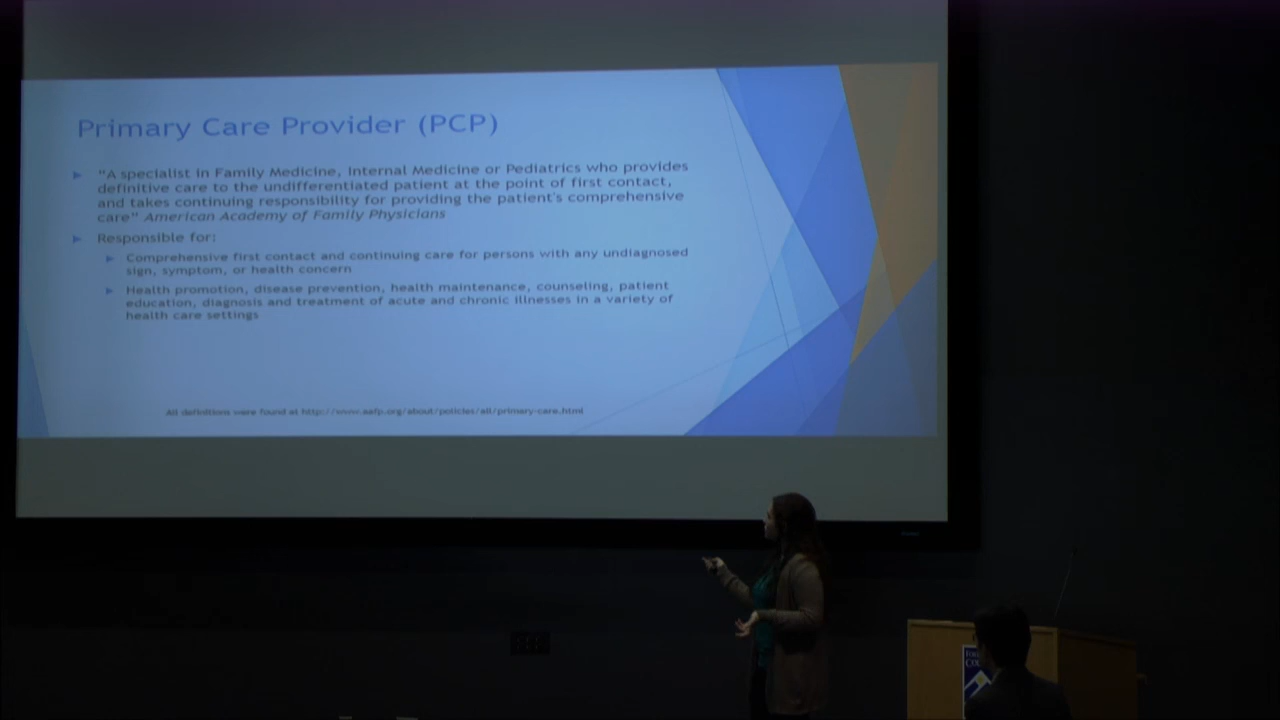 Primary Care Provider (PCP)
"A specialist in Family Medicine, Internal Medicine or Pediatrics who provides
definitive care to the undifferentiated patient at the point of first contact,
and takes continuing responsibility for providing the patient's comprehensive
care" American Academy of Family Physicians
Responsible for:
Comprehensive first contact and continuing care for persons with any undiagnosed
sign, symptom, or health concern
Health promotion, disease prevention, health maintenance, counseling, patient
education, diagnosis and treatment of acute and chronic illnesses in a variety of
health care settings
All definitions were found at http://www.aafp.org/about/policies/all/primary-care.html